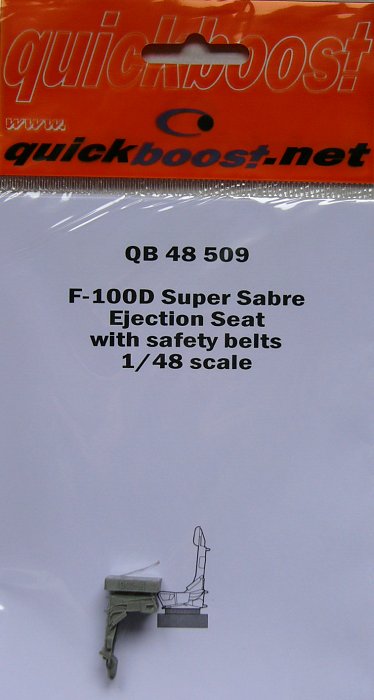 quickboost
www.
quickboost.net
QB 48 509
F-100D Super Sabre
Ejection Seat
with safety belts
1/48 scale